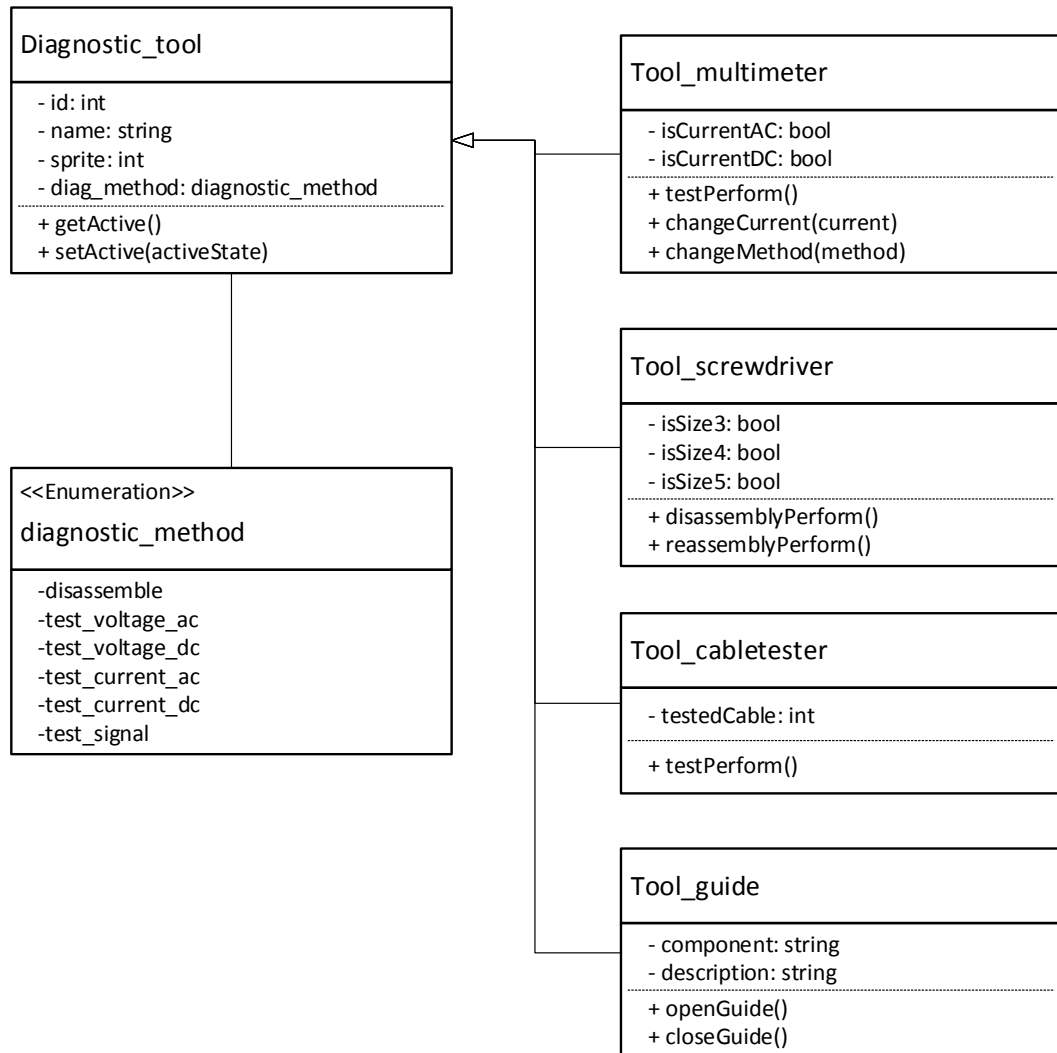 Diagnostic_tool
- id: int
- name: string
- sprite: int
- diag_method: diagnostic_method
+ getActive()
+ setActive(activeState)
<<Enumeration>>
diagnostic_method
-disassemble
-test_voltage_ac
-test_voltage_dc
-test_current_ac
-test_current_dc
-test_signal
Tool_multimeter
- isCurrentAC: bool
- isCurrentDC: bool
+ testPerform()
+ changeCurrent(current)
+ changeMethod(method)
Tool_screwdriver
- isSize3: bool
- isSize4: bool
- isSize5: bool
+ disassemblyPerform()
+ reassemblyPerform()
Tool_cabletester
- testedCable: int
+ testPerform()
Tool_guide
- component: string
- description: string
+ openGuide()
+ closeGuide()